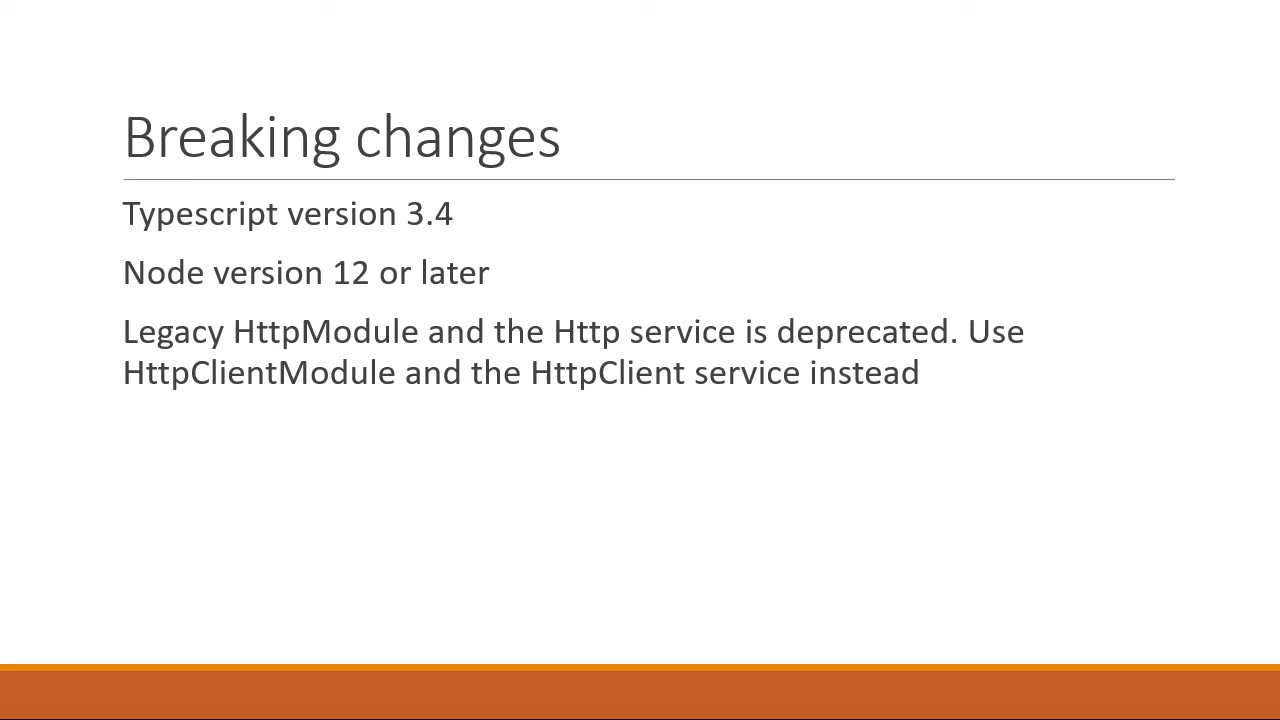 Breaking changes
Typescript version 3.4
Node version 12 or later
Legacy HttpModule and the Http service is deprecated. Use
HttpClientModule and the HttpClient service instead